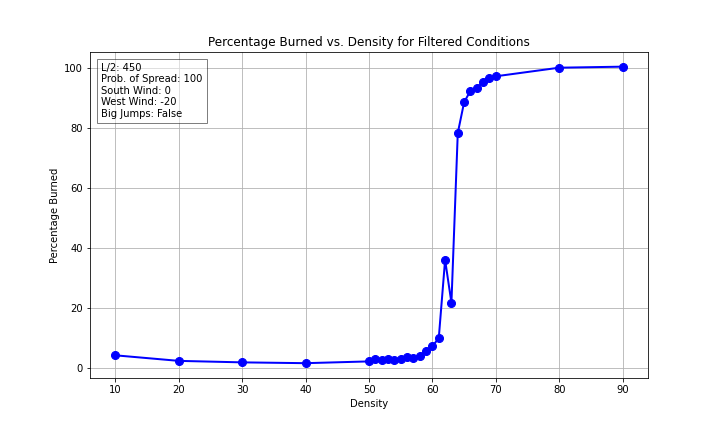 Percentage Burned vs. Density for Filtered Conditions
L/2: 450
Prob. of Spread: 100
South Wind: 0
West Wind: -20
Big Jumps: False
100
80
60
40
20
0
Percentage Burned
10 20 30 40 50 60 70 80 90
Density